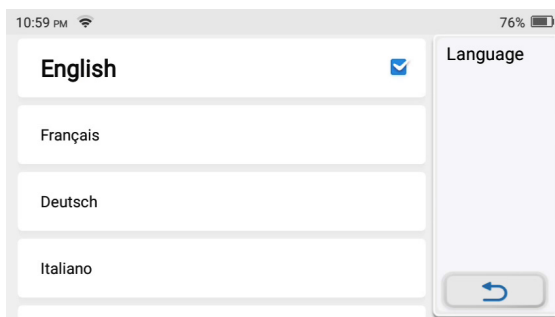 10:59 PM
76%
English
Français
Deutsch
Italiano
Language